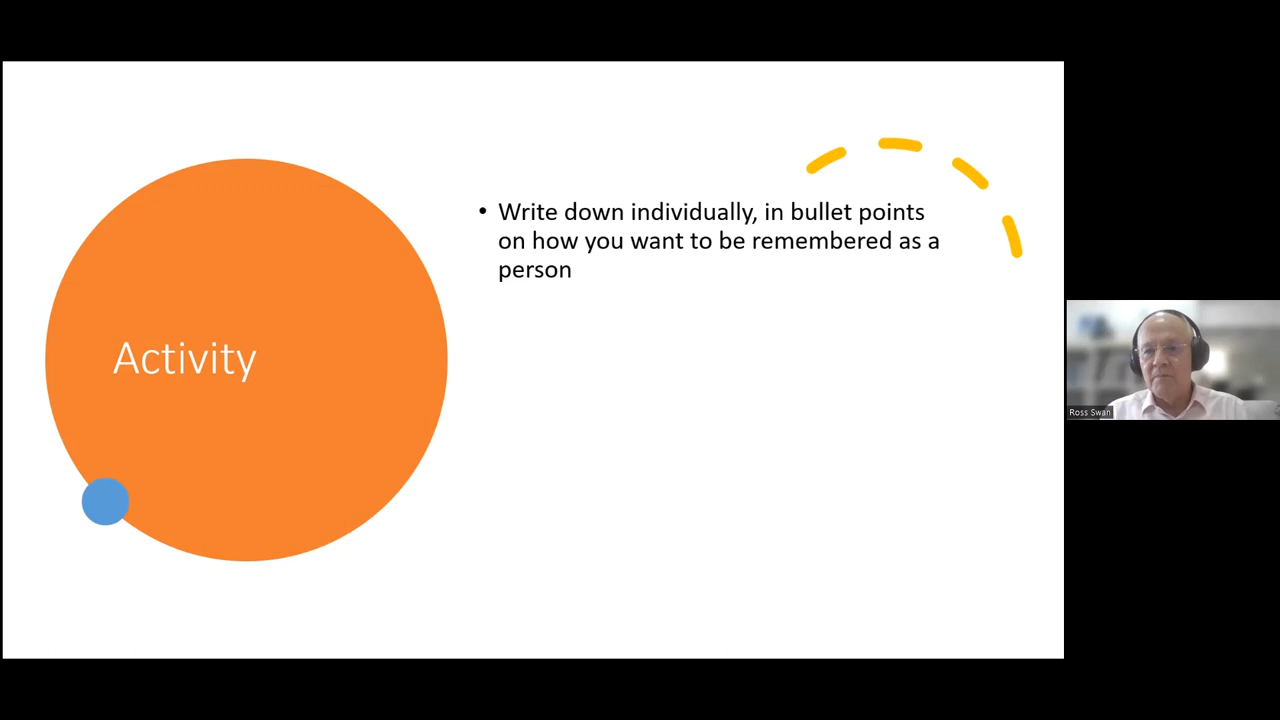 Activity
• Write down individually, in bullet points
on how you want to be remembered as a
person
Ross Swan